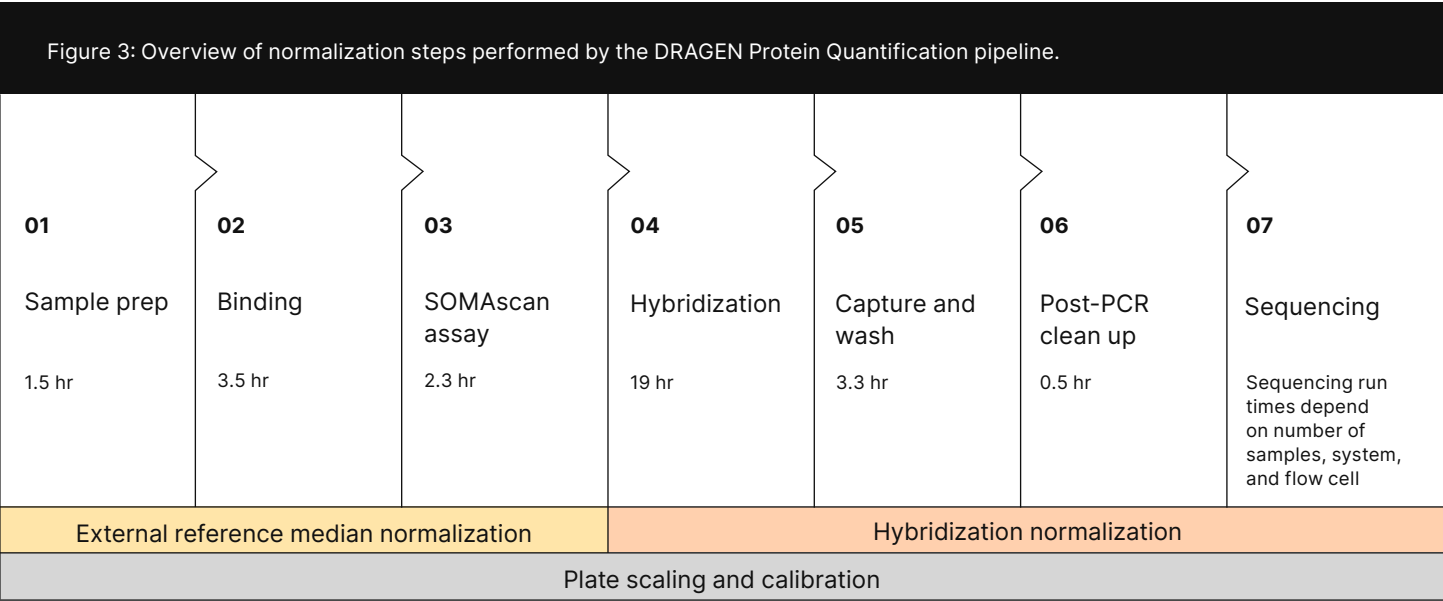 Figure 3: Overview of normalization steps performed by the DRAGEN Protein Quantification pipeline.
01
Sample prep
1.5 hr
02
Binding
3.5 hr
03
SOMAscan
assay
2.3 hr
04
Hybridization
19 hr
05
Capture and
wash
3.3 hr
06
Post-PCR
clean up
0.5 hr
07
Sequencing
Sequencing run
times depend
on number of
samples, system,
and flow cell
External reference median normalization
Hybridization normalization
Plate scaling and calibration